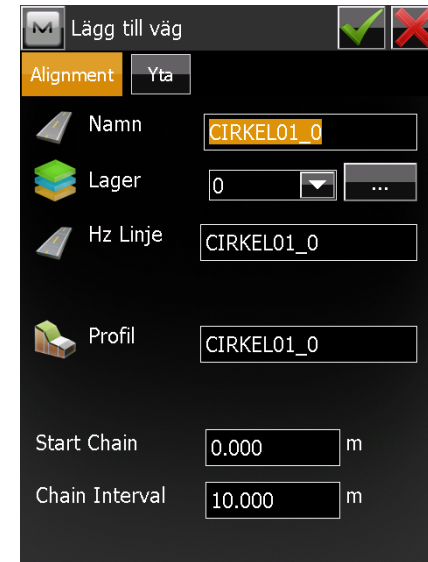 Lägg till väg
Alignment Yta
Namn CIRKEL01_0
Lager 0 ...
Hz Linje CIRKEL01_0
Profil CIRKEL01_0
Start Chain 0.000 m
Chain Interval 10.000 m